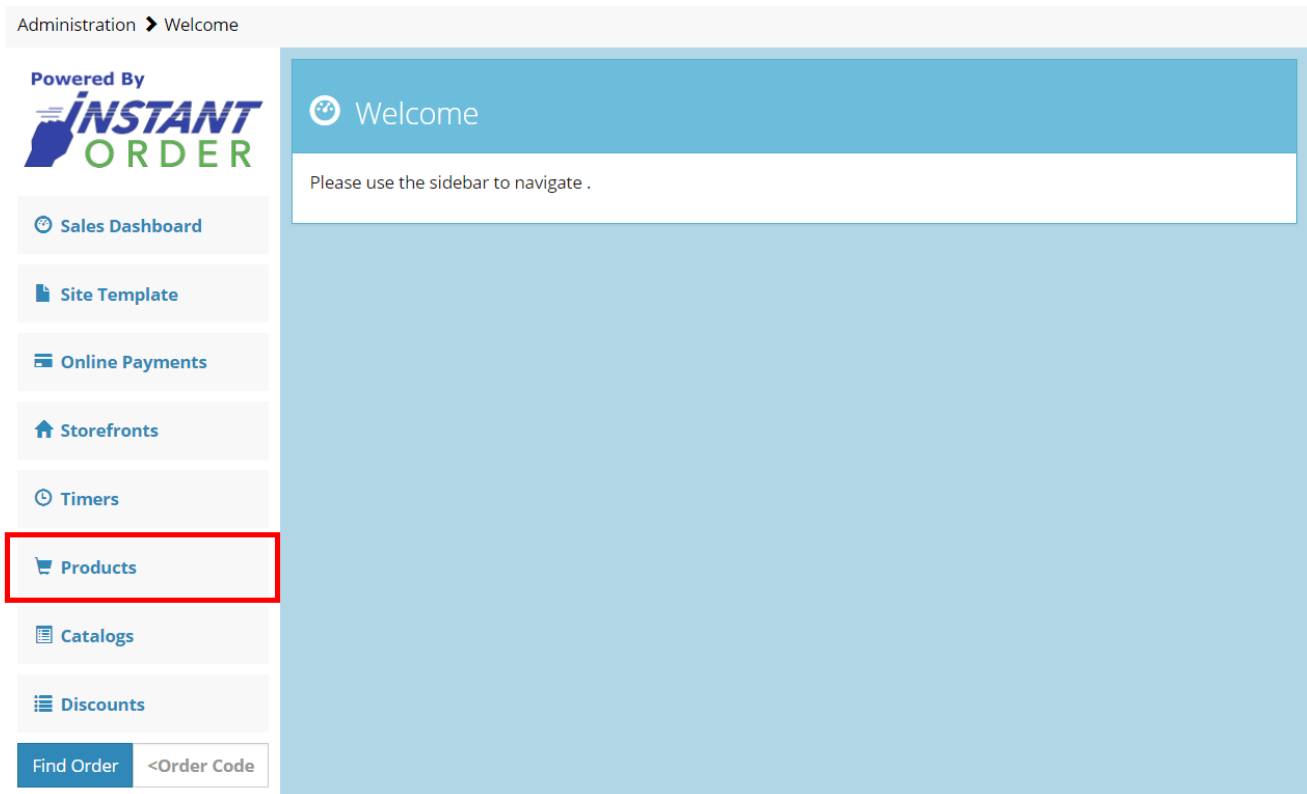 Administration > Welcome
Powered By
iNSTANT
ORDER
Welcome
Please use the sidebar to navigate .
Sales Dashboard
Site Template
Online Payments
Storefronts
Timers
Products
Catalogs
Discounts
Find Order
<Order Code